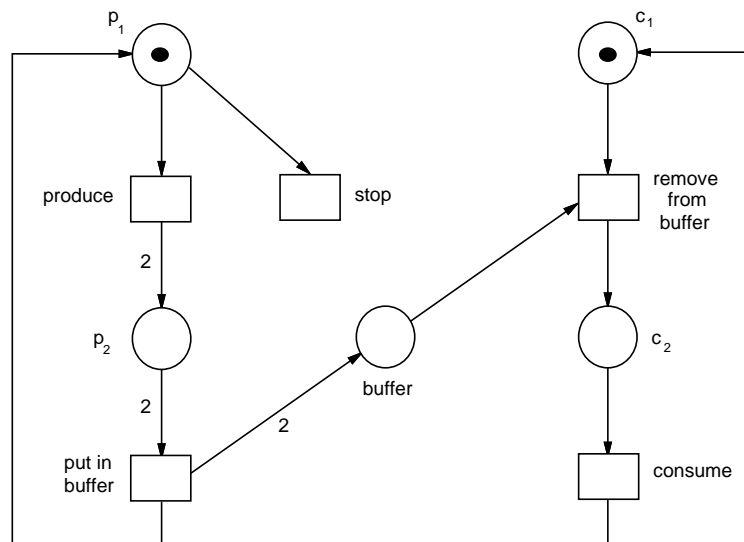 p1
c1
produce
stop
remove
from
buffer
2
p2
buffer
c2
2
2
put in
buffer
consume